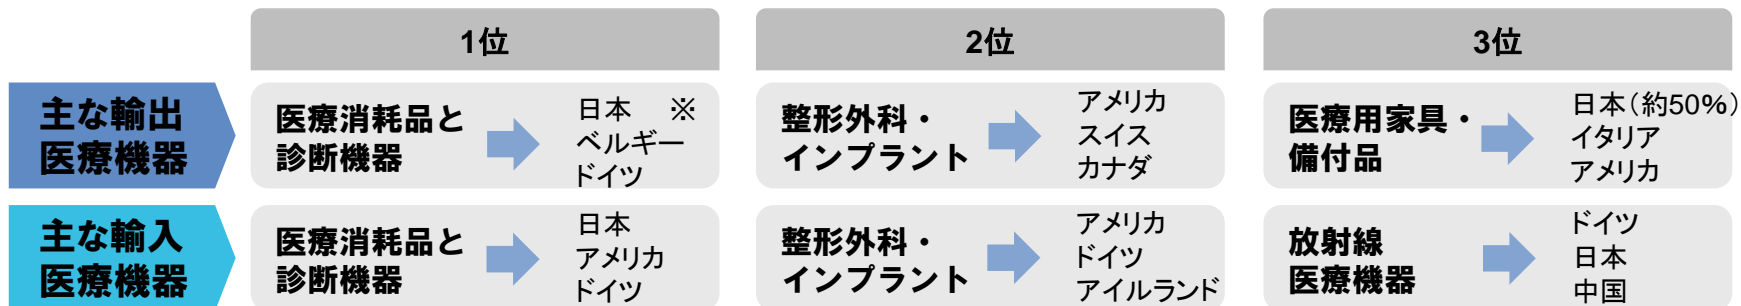 1位
2位
3位
主な輸出
医療機器
医療消耗品と
診断機器
日本 ※
ベルギー
ドイツ
整形外科・
インプラント
アメリカ
スイス
カナダ
医療用家具・
備付品
日本（約50%）
イタリア
アメリカ
主な輸入
医療機器
医療消耗品と
診断機器
日本
アメリカ
ドイツ
整形外科・
インプラント
アメリカ
ドイツ
アイルランド
放射線
医療機器
ドイツ
日本
中国